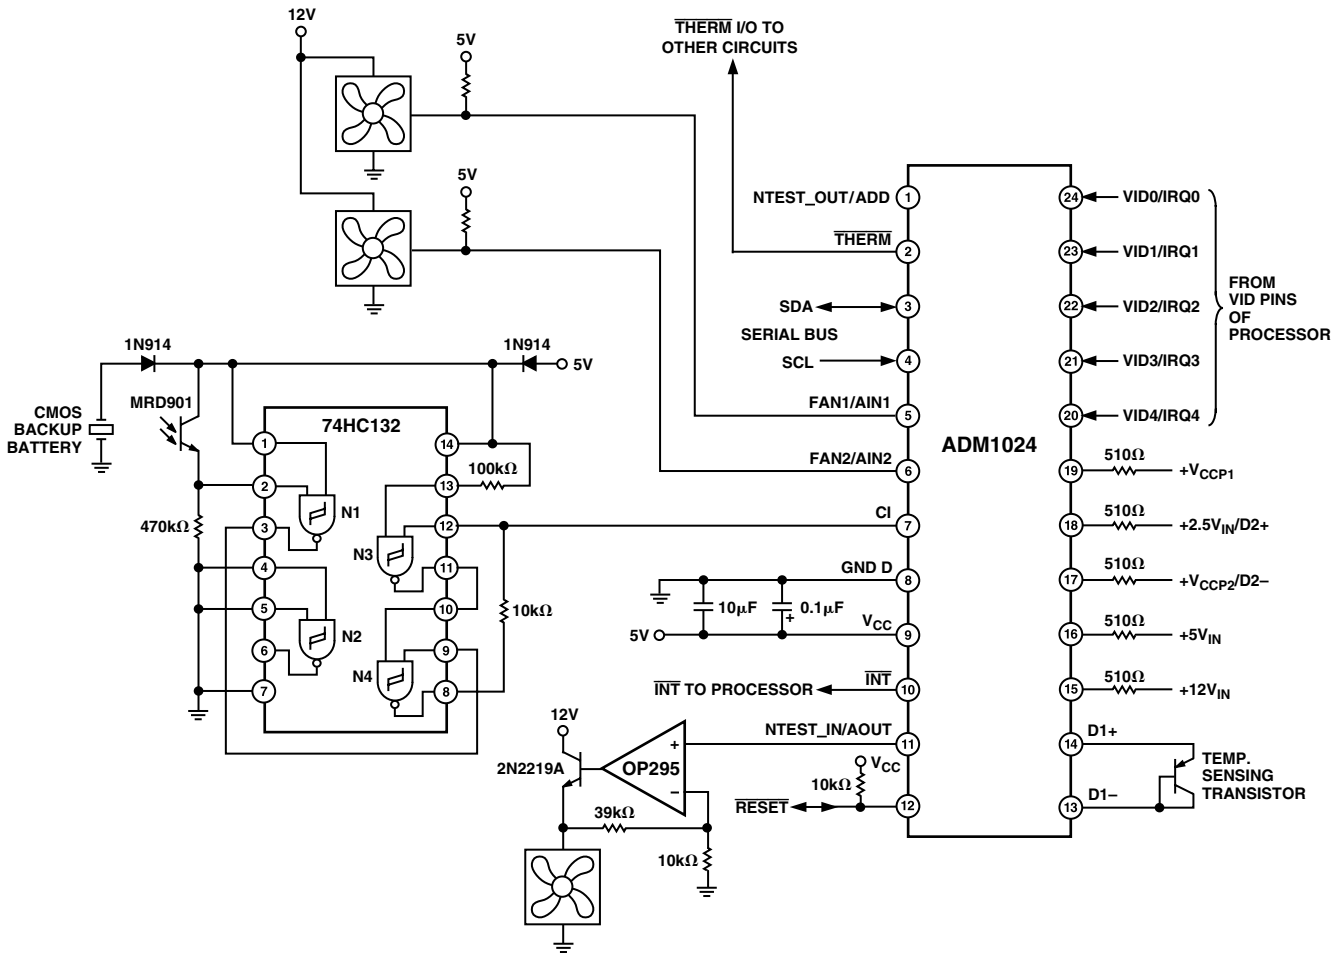 12V
5V
THERM I/O TO
OTHER CIRCUITS
5V
NTEST_OUT/ADD 1
THERM 2
SDA 3
SERIAL BUS
SCL 4
FAN1/AIN1 5
FAN2/AIN2 6
CI 7
GND D 8
10μF 0.1μF
+
5V VCC 9
INT TO PROCESSOR INT 10
NTEST_IN/AOUT 11
VCC
10kΩ
RESET 12
ADM1024
24 VID0/IRQ0
23 VID1/IRQ1
22 VID2/IRQ2
21 VID3/IRQ3
20 VID4/IRQ4
FROM
VID PINS
OF
PROCESSOR
19 510Ω +VCCP1
18 510Ω +2.5VIN/D2+
17 510Ω +VCCP2/D2–
16 510Ω +5VIN
15 510Ω +12VIN
14 D1+
13 D1–
TEMP.
SENSING
TRANSISTOR
1N914
1N914
5V
CMOS
BACKUP
BATTERY
MRD901
470kΩ
74HC132
1
2
3
4
5
6
7
14
13
12
11
10
9
8
N1
N2
N3
N4
100kΩ
10kΩ
12V
2N2219A
OP295
+
–
39kΩ
10kΩ